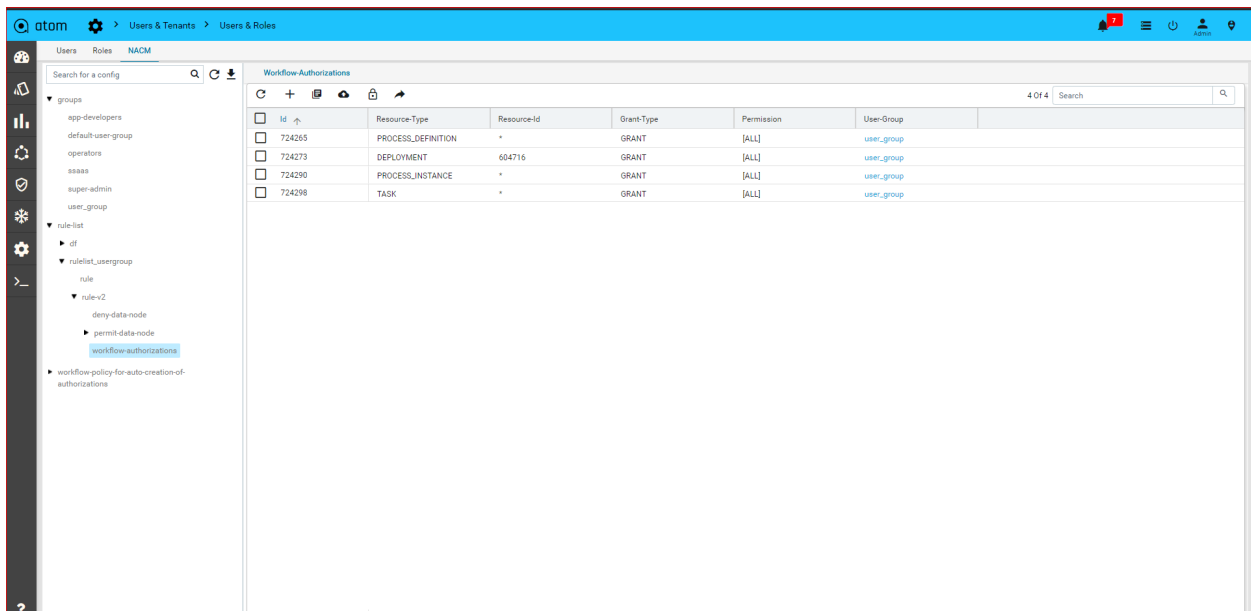 atom > Users & Tenants > Users & Roles 7 Admin
Users Roles NACM
Search for a config
groups
app-developers
default-user-group
operators
ssaas
super-admin
user_group
rule-list
df
rulelist_usergroup
rule
rule-v2
deny-data-node
permit-data-node
workflow-authorizations
workflow-policy-for-auto-creation-of-
authorizations
Workflow-Authorizations
4 Of 4 Search
Id Resource-Type Resource-Id Grant-Type Permission User-Group
724265 PROCESS_DEFINITION * GRANT [ALL] user_group
724273 DEPLOYMENT 604716 GRANT [ALL] user_group
724290 PROCESS_INSTANCE * GRANT [ALL] user_group
724298 TASK * GRANT [ALL] user_group
?